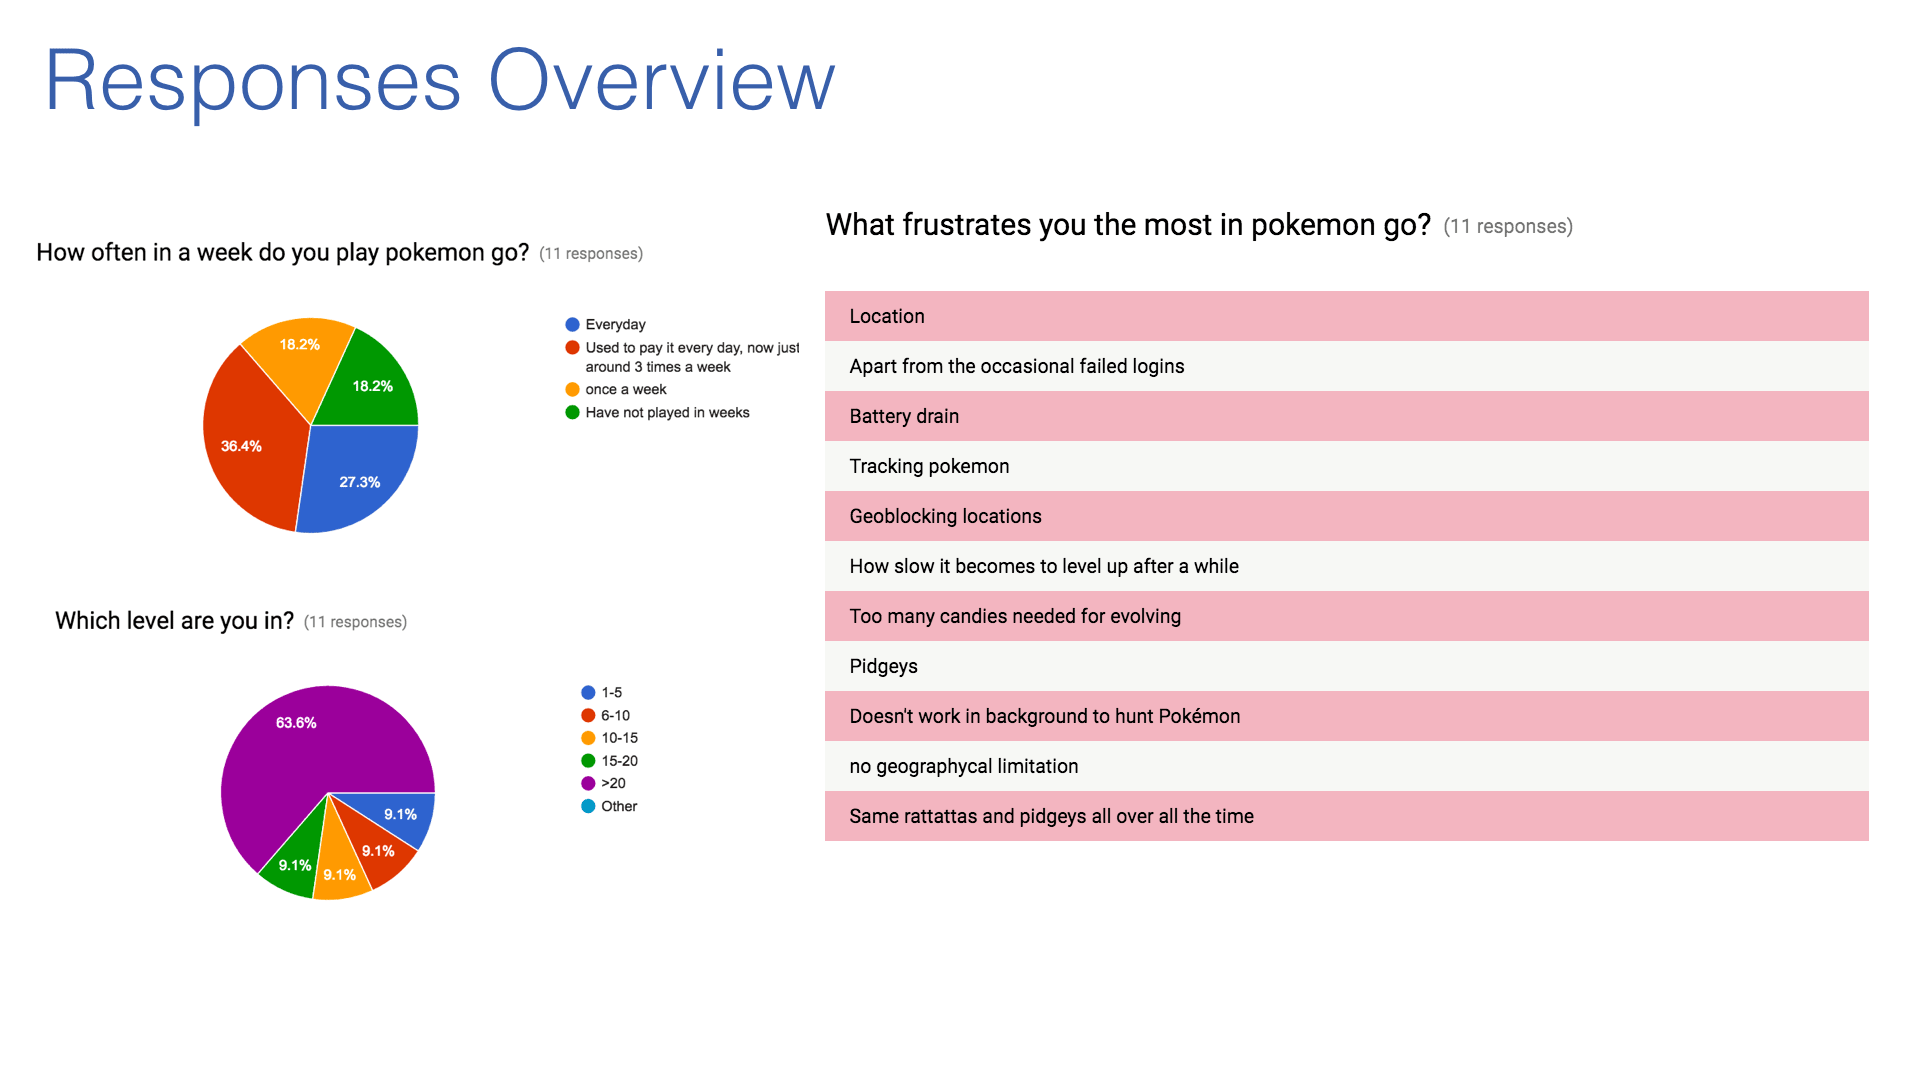 Responses Overview
How often in a week do you play pokemon go? (11 responses)
18.2%
18.2%
36.4%
27.3%
Everyday
Used to pay it every day, now just
around 3 times a week
once a week
Have not played in weeks
Which level are you in? (11 responses)
63.6%
9.1%
9.1%
9.1%
9.1%
1-5
6-10
10-15
15-20
>20
Other
What frustrates you the most in pokemon go? (11 responses)
Location
Apart from the occasional failed logins
Battery drain
Tracking pokemon
Geoblocking locations
How slow it becomes to level up after a while
Too many candies needed for evolving
Pidgeys
Doesn't work in background to hunt Pokémon
no geographycal limitation
Same rattattas and pidgeys all over all the time